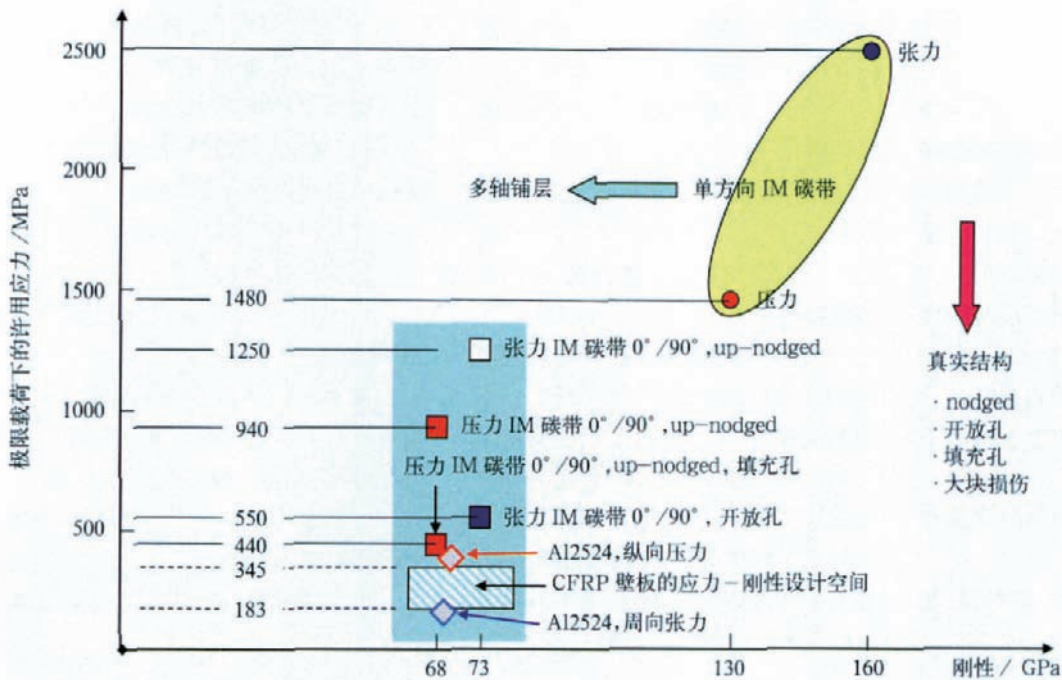 极限载荷下的许用应力/MPa
2500
张力
2000
多轴铺层
单方向 IM 碳带
1500
1480
压力
1250
张力 IM 碳带 0°/90°,up-nodged
真实结构
· nodged
· 开放孔
· 填充孔
· 大块损伤
1000
940
压力 IM 碳带 0°/90°,up-nodged
压力 IM 碳带 0°/90°,up-nodged,填充孔
550
500
张力 IM 碳带 0°/90°, 开放孔
440
Al2524,纵向压力
345
CFRP 壁板的应力-刚性设计空间
183
Al2524,周向张力
68 73
130
160
刚性/ GPa